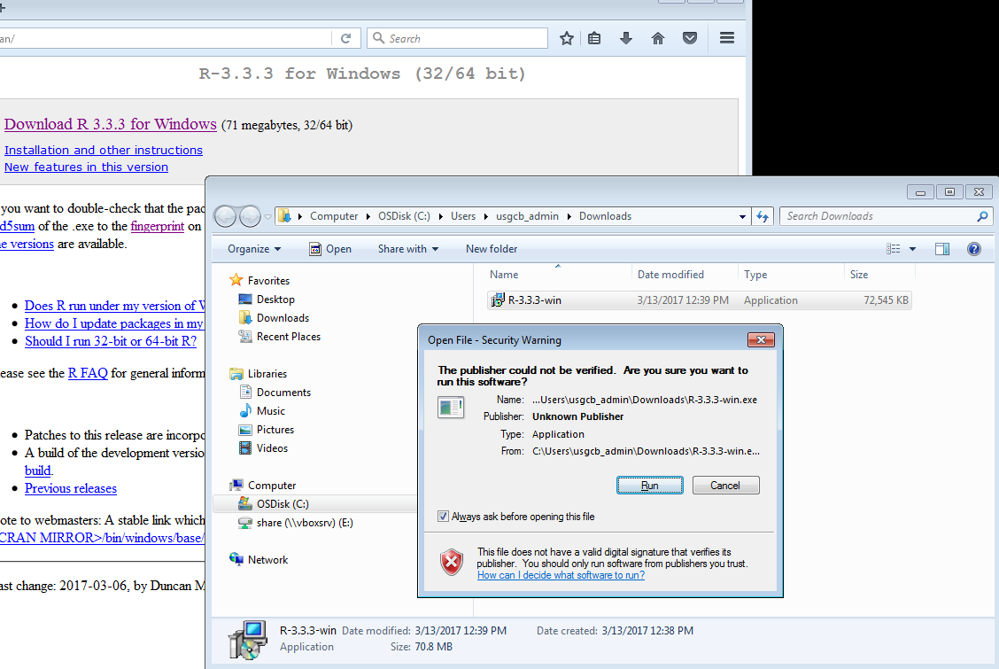 an/
Search
R-3.3.3 for Windows (32/64 bit)
Download R 3.3.3 for Windows (71 megabytes, 32/64 bit)
Installation and other instructions
New features in this version
you want to double-check that the pac
d5sum of the .exe to the fingerprint on
e versions are available.
Does R run under my version of W
How do I update packages in my
Should I run 32-bit or 64-bit R?
ease see the R FAQ for general inform
Patches to this release are incorpo
A build of the development versio
build.
Previous releases
ote to webmasters: A stable link which
CRAN MIRROR>/bin/windows/base/
ast change: 2017-03-06, by Duncan M
Computer OSDisk (C:) Users usgcb_admin Downloads
Search Downloads
Organize Open Share with New folder
Favorites
Desktop
Downloads
Recent Places
Libraries
Documents
Music
Pictures
Videos
Computer
OSDisk (C:)
share (\\vboxsrv) (E:)
Network
Name Date modified Type Size
R-3.3.3-win 3/13/2017 12:39 PM Application 72,545 KB
Open File - Security Warning
The publisher could not be verified. Are you sure you want to
run this software?
Name: ...Users\usgcb_admin\Downloads\R-3.3.3-win.exe
Publisher: Unknown Publisher
Type: Application
From: C:\Users\usgcb_admin\Downloads\R-3.3.3-win.e...
Run Cancel
Always ask before opening this file
This file does not have a valid digital signature that verifies its
publisher. You should only run software from publishers you trust.
How can I decide what software to run?
R-3.3.3-win Date modified: 3/13/2017 12:39 PM Date created: 3/13/2017 12:38 PM
Application Size: 70.8 MB